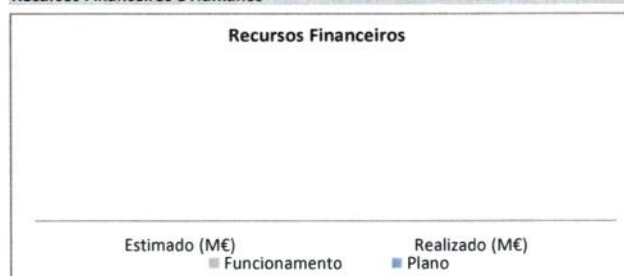 Recursos Financeiros e Humanos
Recursos Financeiros
Estimado (M€) Realizado (M€)
Funcionamento Plano